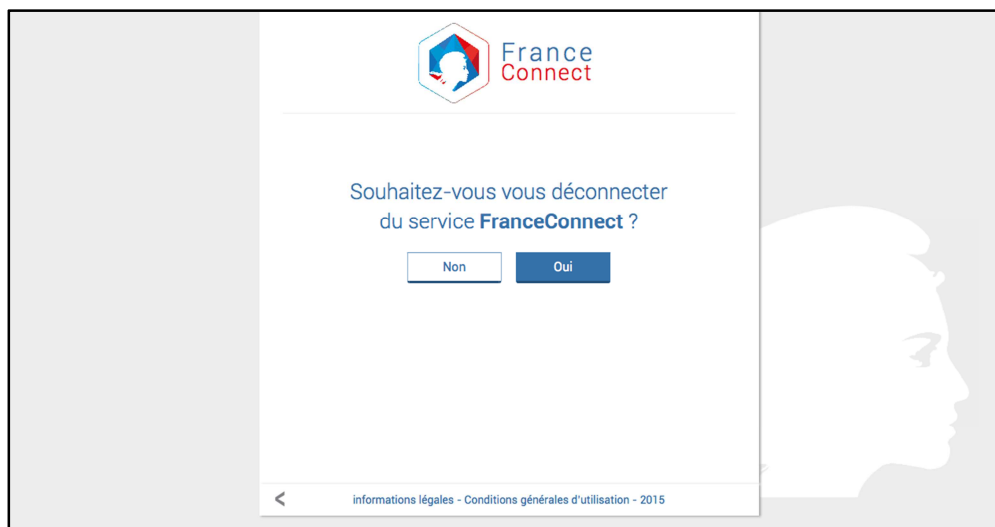 France
Connect
Souhaitez-vous vous déconnecter
du service FranceConnect ?
Non Oui
< informations légales - Conditions générales d'utilisation - 2015